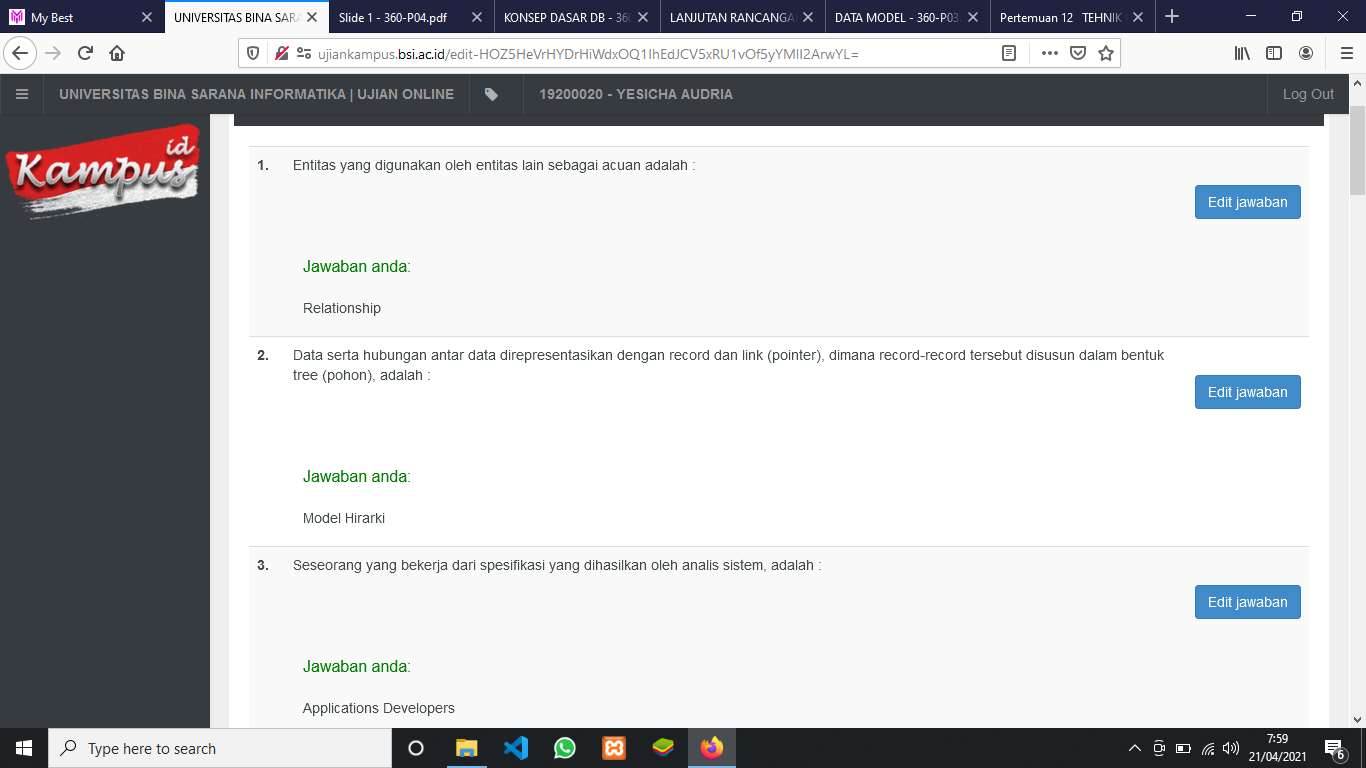 My Best
UNIVERSITAS BINA SARA
Slide 1 - 360-P04.pdf
KONSEP DASAR DB - 36
LANJUTAN RANCANGA
DATA MODEL - 360-P03.
Pertemuan 12 TEHNIK
ujiankampus.bsi.ac.id/edit-HOZ5HeVrHYDrHiWdxOQ1IhEdJCV5xRU1vOf5yYMlI2ArwYL=
UNIVERSITAS BINA SARANA INFORMATIKA | UJIAN ONLINE
19200020 - YESICHA AUDRIA
Log Out
Kampus id
1. Entitas yang digunakan oleh entitas lain sebagai acuan adalah :
Edit jawaban
Jawaban anda:
Relationship
2. Data serta hubungan antar data direpresentasikan dengan record dan link (pointer), dimana record-record tersebut disusun dalam bentuk
tree (pohon), adalah :
Edit jawaban
Jawaban anda:
Model Hirarki
3. Seseorang yang bekerja dari spesifikasi yang dihasilkan oleh analis sistem, adalah :
Edit jawaban
Jawaban anda:
Applications Developers
Type here to search
7:59
21/04/2021
6